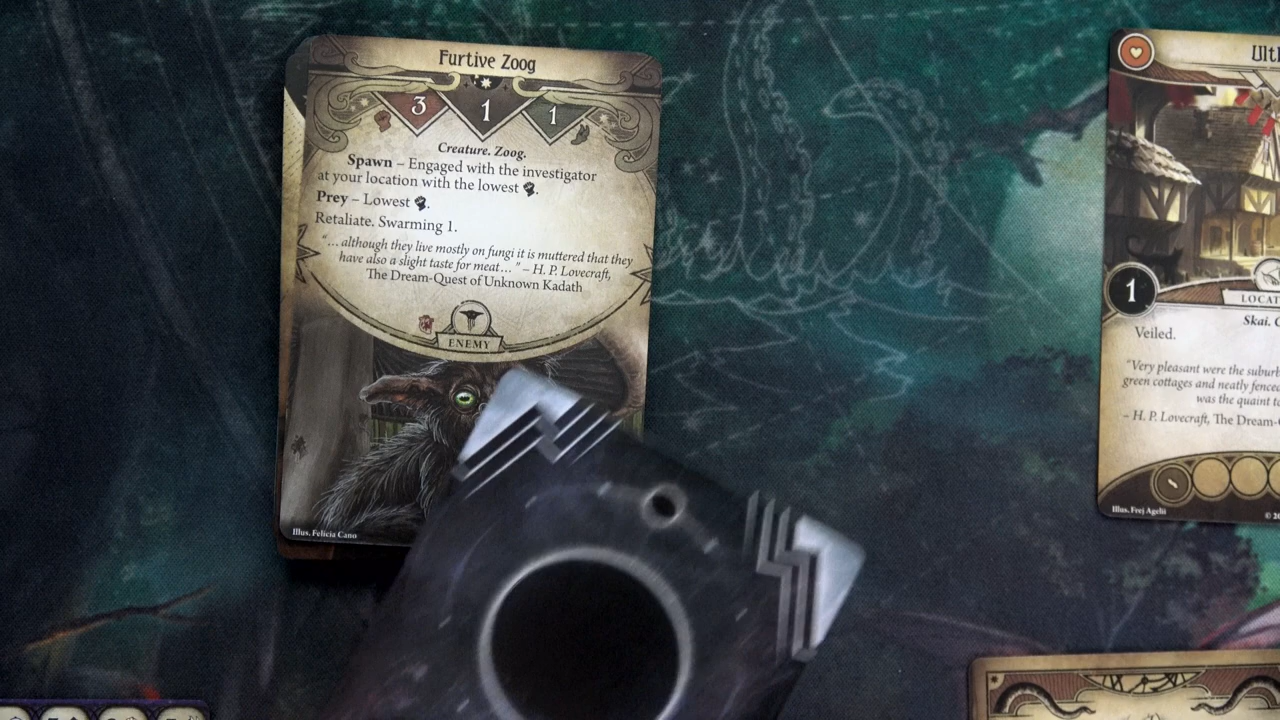 Furtive Zoog
3 1 1
Creature. Zoog.
Spawn – Engaged with the investigator
at your location with the lowest
Prey – Lowest
Retaliate. Swarming 1.
“… although they live mostly on fungi it is muttered that they
have also a slight taste for meat… ” – H. P. Lovecraft,
The Dream-Quest of Unknown Kadath
ENEMY
Illus. Felicia Cano
1
Skai.
Veiled.
“Very pleasant were the
green cottages and neatly
was the quaint
– H. P. Lovecraft, The
Illus. Frej Agelii